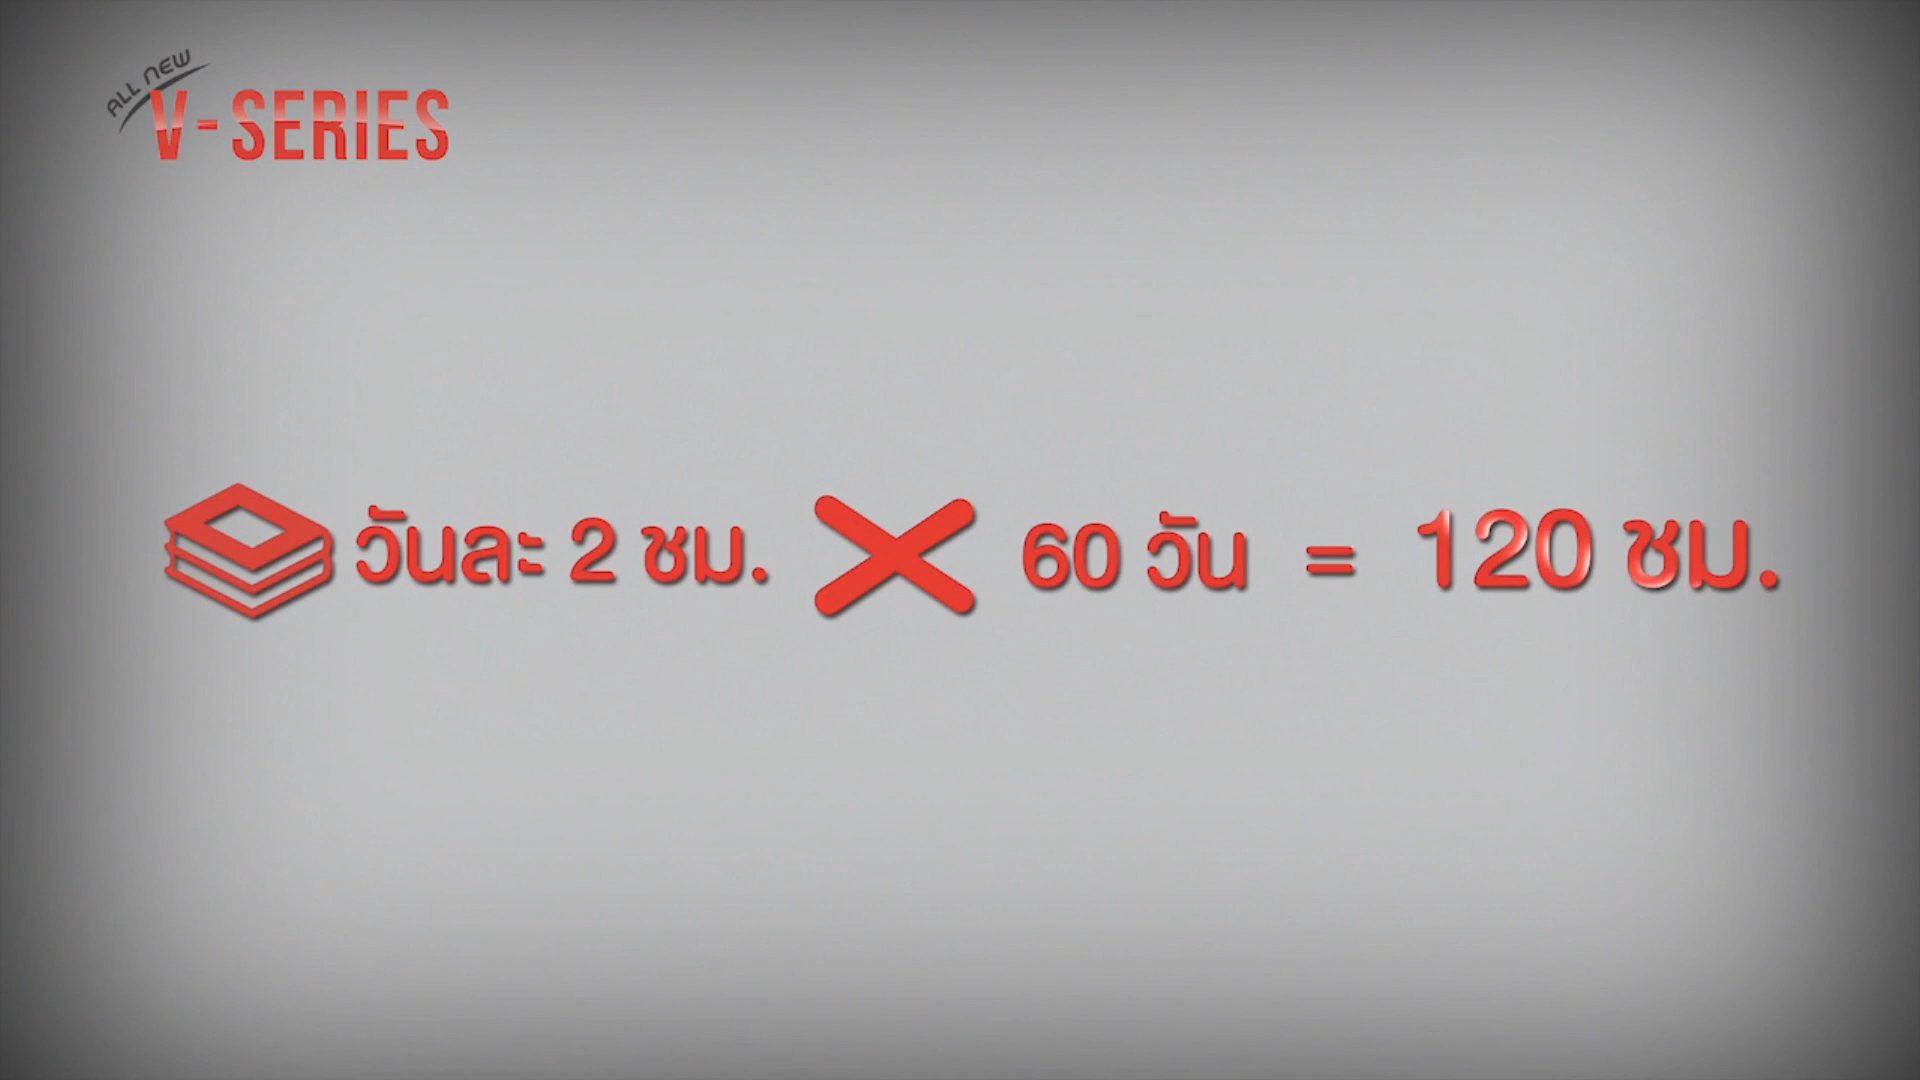 ALL NEW
V-SERIES
วันละ 2 ชม. × 60 วัน = 120 ชม.